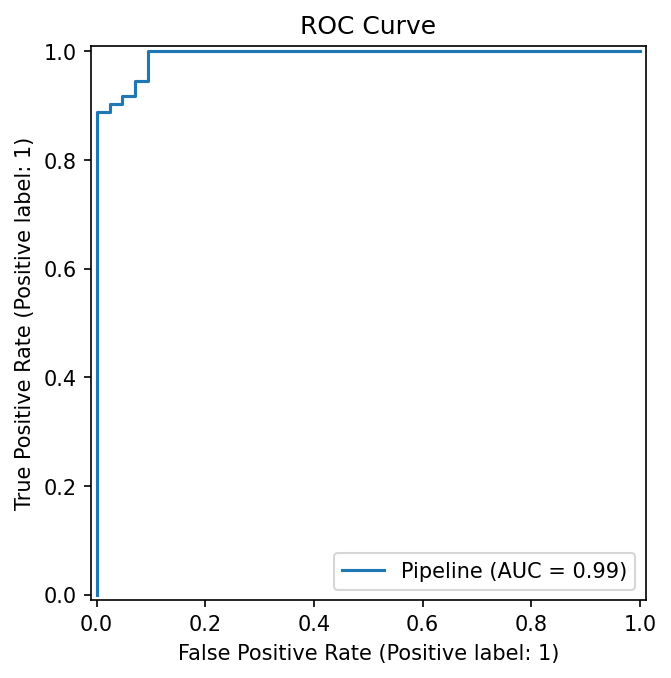 ROC Curve
1.0
0.8
0.6
0.4
0.2
0.0
True Positive Rate (Positive label: 1)
Pipeline (AUC = 0.99)
0.0 0.2 0.4 0.6 0.8 1.0
False Positive Rate (Positive label: 1)